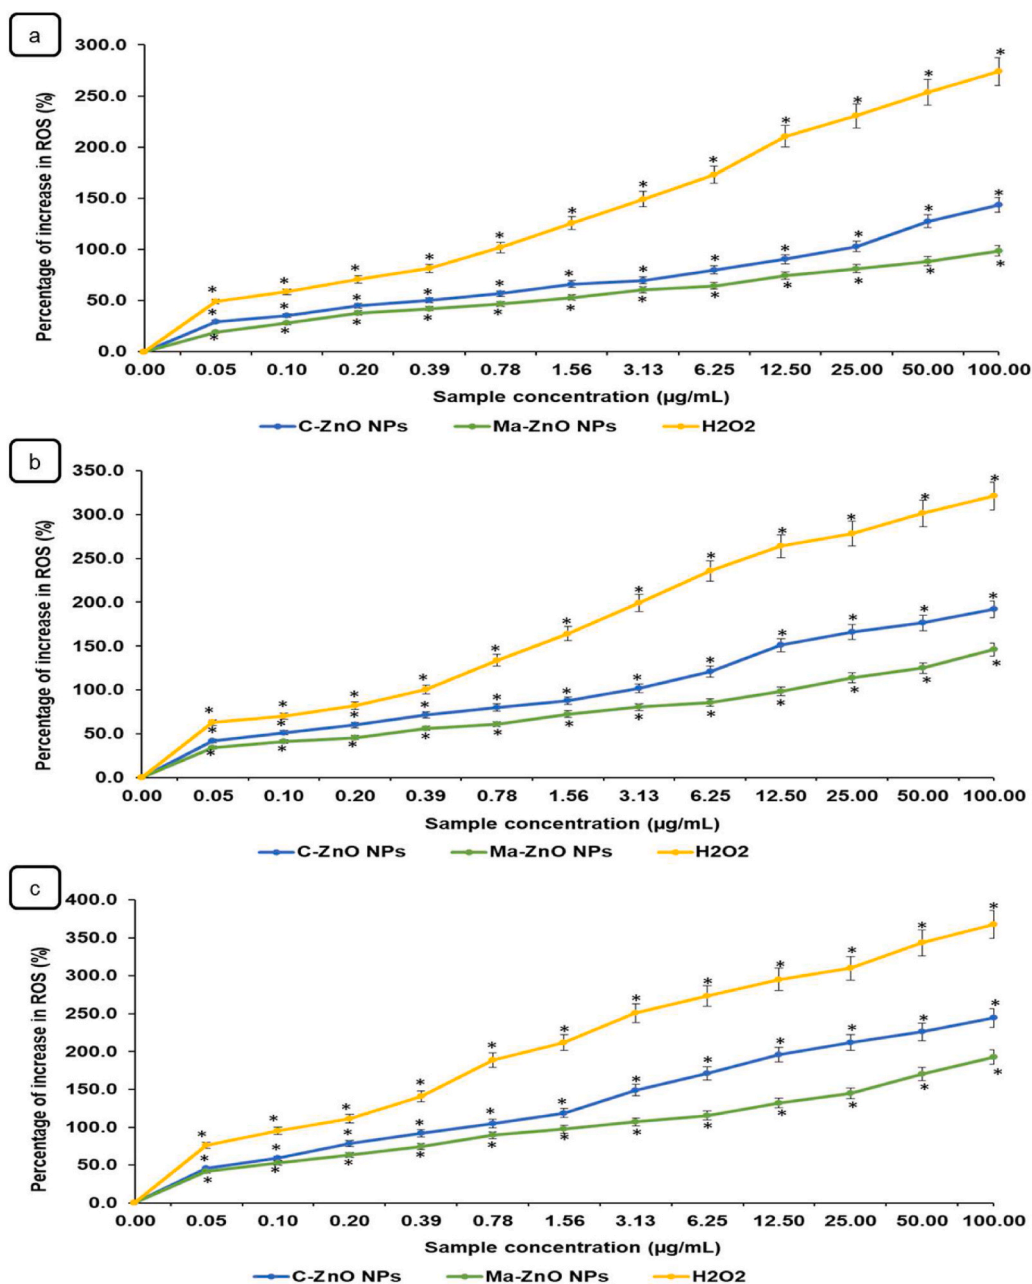 a
Percentage of increase in ROS (%)
300.0
250.0
200.0
150.0
100.0
50.0
0.0
0.00 0.05 0.10 0.20 0.39 0.78 1.56 3.13 6.25 12.50 25.00 50.00 100.00
Sample concentration (µg/mL)
C-ZnO NPs Ma-ZnO NPs H2O2
b
Percentage of increase in ROS (%)
350.0
300.0
250.0
200.0
150.0
100.0
50.0
0.0
0.00 0.05 0.10 0.20 0.39 0.78 1.56 3.13 6.25 12.50 25.00 50.00 100.00
Sample concentration (µg/mL)
C-ZnO NPs Ma-ZnO NPs H2O2
c
Percentage of increase in ROS (%)
400.0
350.0
300.0
250.0
200.0
150.0
100.0
50.0
0.0
0.00 0.05 0.10 0.20 0.39 0.78 1.56 3.13 6.25 12.50 25.00 50.00 100.00
Sample concentration (µg/mL)
C-ZnO NPs Ma-ZnO NPs H2O2